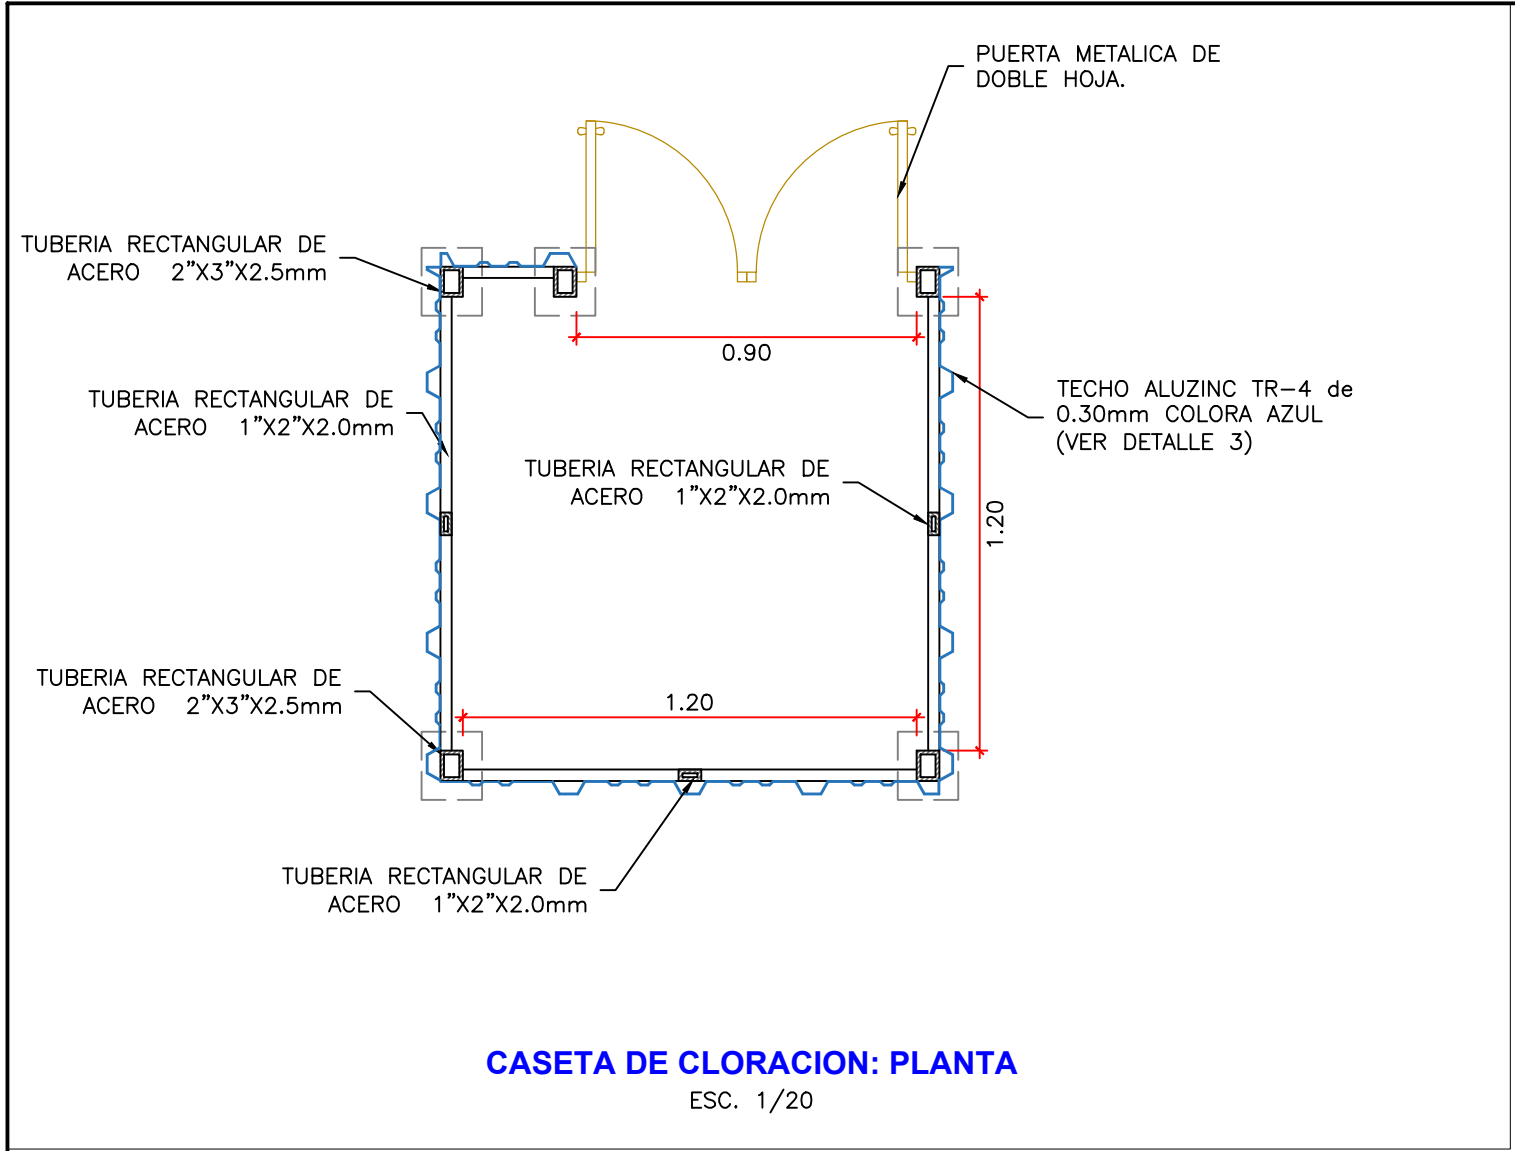 PUERTA METALICA DE
DOBLE HOJA.
TUBERIA RECTANGULAR DE
ACERO 2”X3”X2.5mm
0.90
TUBERIA RECTANGULAR DE
ACERO 1”X2”X2.0mm
TECHO ALUZINC TR-4 de
0.30mm COLORA AZUL
(VER DETALLE 3)
TUBERIA RECTANGULAR DE
ACERO 1”X2”X2.0mm
1.20
TUBERIA RECTANGULAR DE
ACERO 2”X3”X2.5mm
1.20
TUBERIA RECTANGULAR DE
ACERO 1”X2”X2.0mm
CASETA DE CLORACION: PLANTA
ESC. 1/20